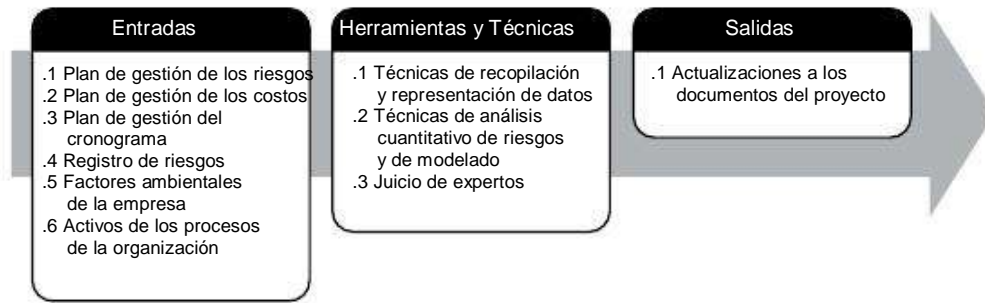 Entradas
.1 Plan de gestión de los riesgos
.2 Plan de gestión de los costos
.3 Plan de gestión del
cronograma
.4 Registro de riesgos
.5 Factores ambientales
de la empresa
.6 Activos de los procesos
de la organización
Herramientas y Técnicas
.1 Técnicas de recopilación
y representación de datos
.2 Técnicas de análisis
cuantitativo de riesgos
y de modelado
.3 Juicio de expertos
Salidas
.1 Actualizaciones a los
documentos del proyecto